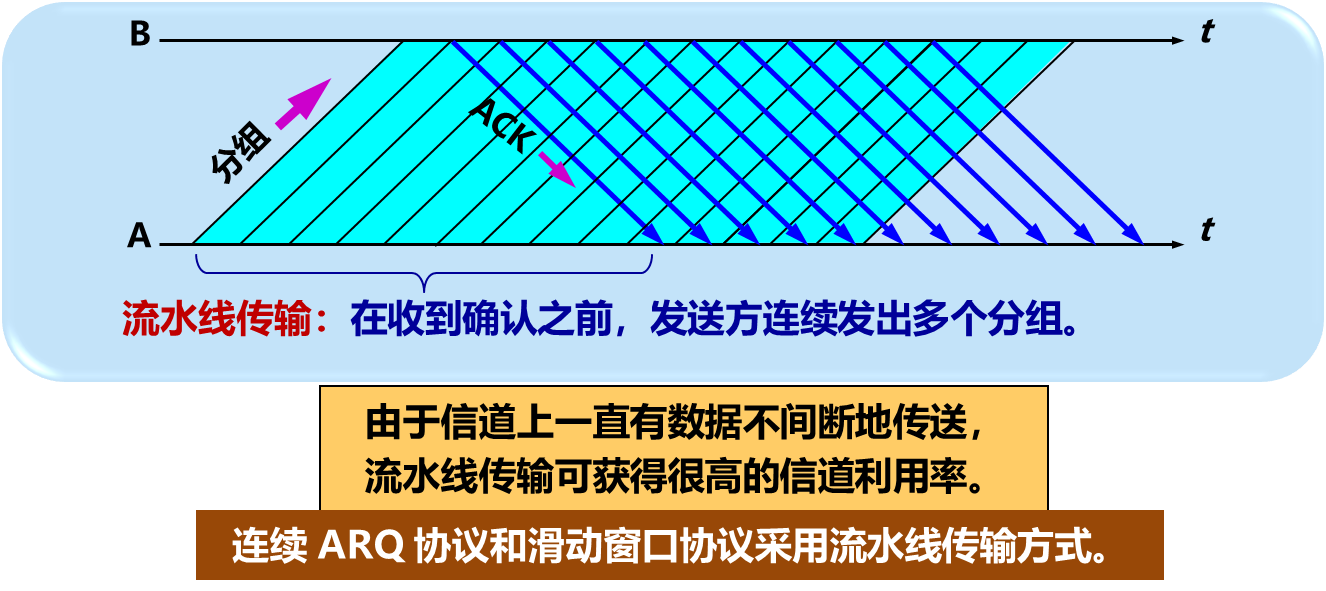 B
t
分组
ACK
A
t
流水线传输：在收到确认之前，发送方连续发出多个分组。
由于信道上一直有数据不间断地传送，
流水线传输可获得很高的信道利用率。
连续 ARQ 协议和滑动窗口协议采用流水线传输方式。